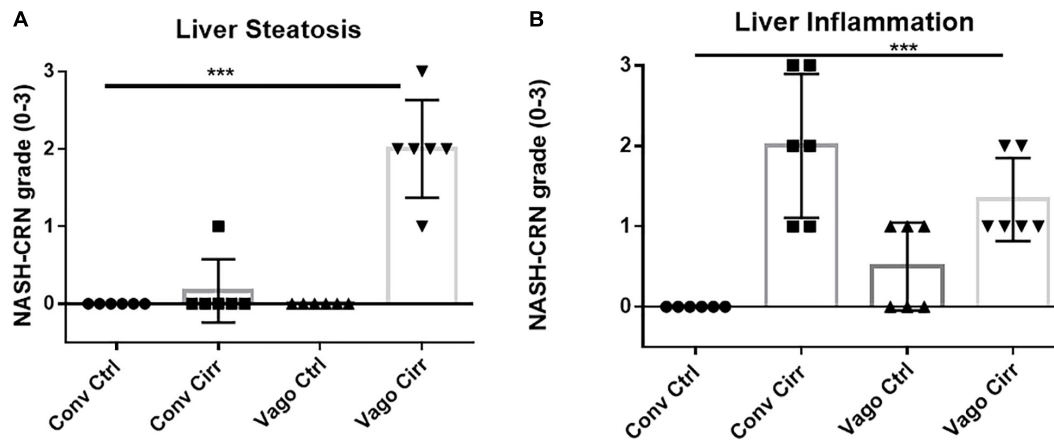 A
Liver Steatosis
***
NASH-CRN grade (0-3)
3
2
1
0
Conv Ctrl
Conv Cirr
Vago Ctrl
Vago Cirr
B
Liver Inflammation
***
NASH-CRN grade (0-3)
3
2
1
0
Conv Ctrl
Conv Cirr
Vago Ctrl
Vago Cirr